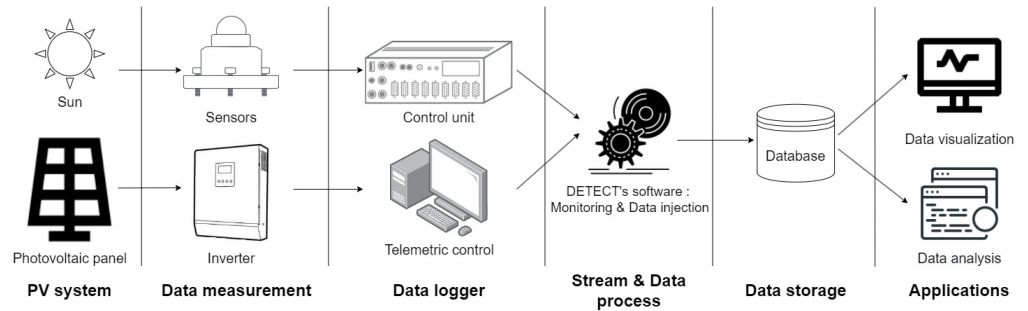 Sun
Photovoltaic panel
PV system
Sensors
Inverter
Data measurement
Control unit
Telemetric control
Data logger
DETECT's software :
Monitoring & Data injection
Stream & Data
process
Database
Data storage
Data visualization
Data analysis
Applications